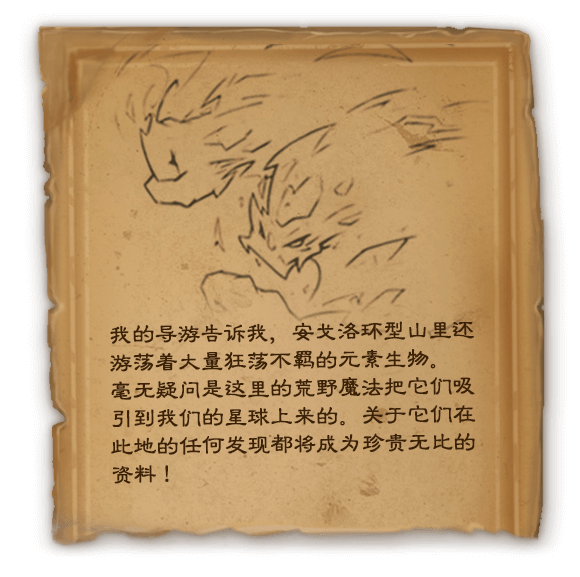 我的导游告诉我，安戈洛环型山里还
游荡着大量狂荡不羁的元素生物。
毫无疑问是这里的荒野魔法把它们吸
引到我们的星球上来的。关于它们在
此地的任何发现都将成为珍贵无比的
资料！